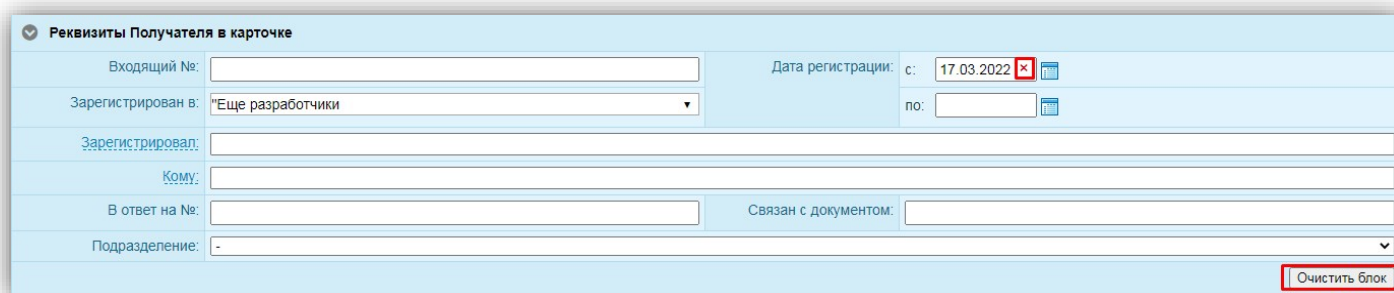 Реквизиты Получателя в карточке
Входящий №:
Дата регистрации: с: 17.03.2022
Зарегистрирован в: "Еще разработчики
по:
Зарегистрировал:
Кому:
В ответ на №:
Связан с документом:
Подразделение: -
Очистить блок